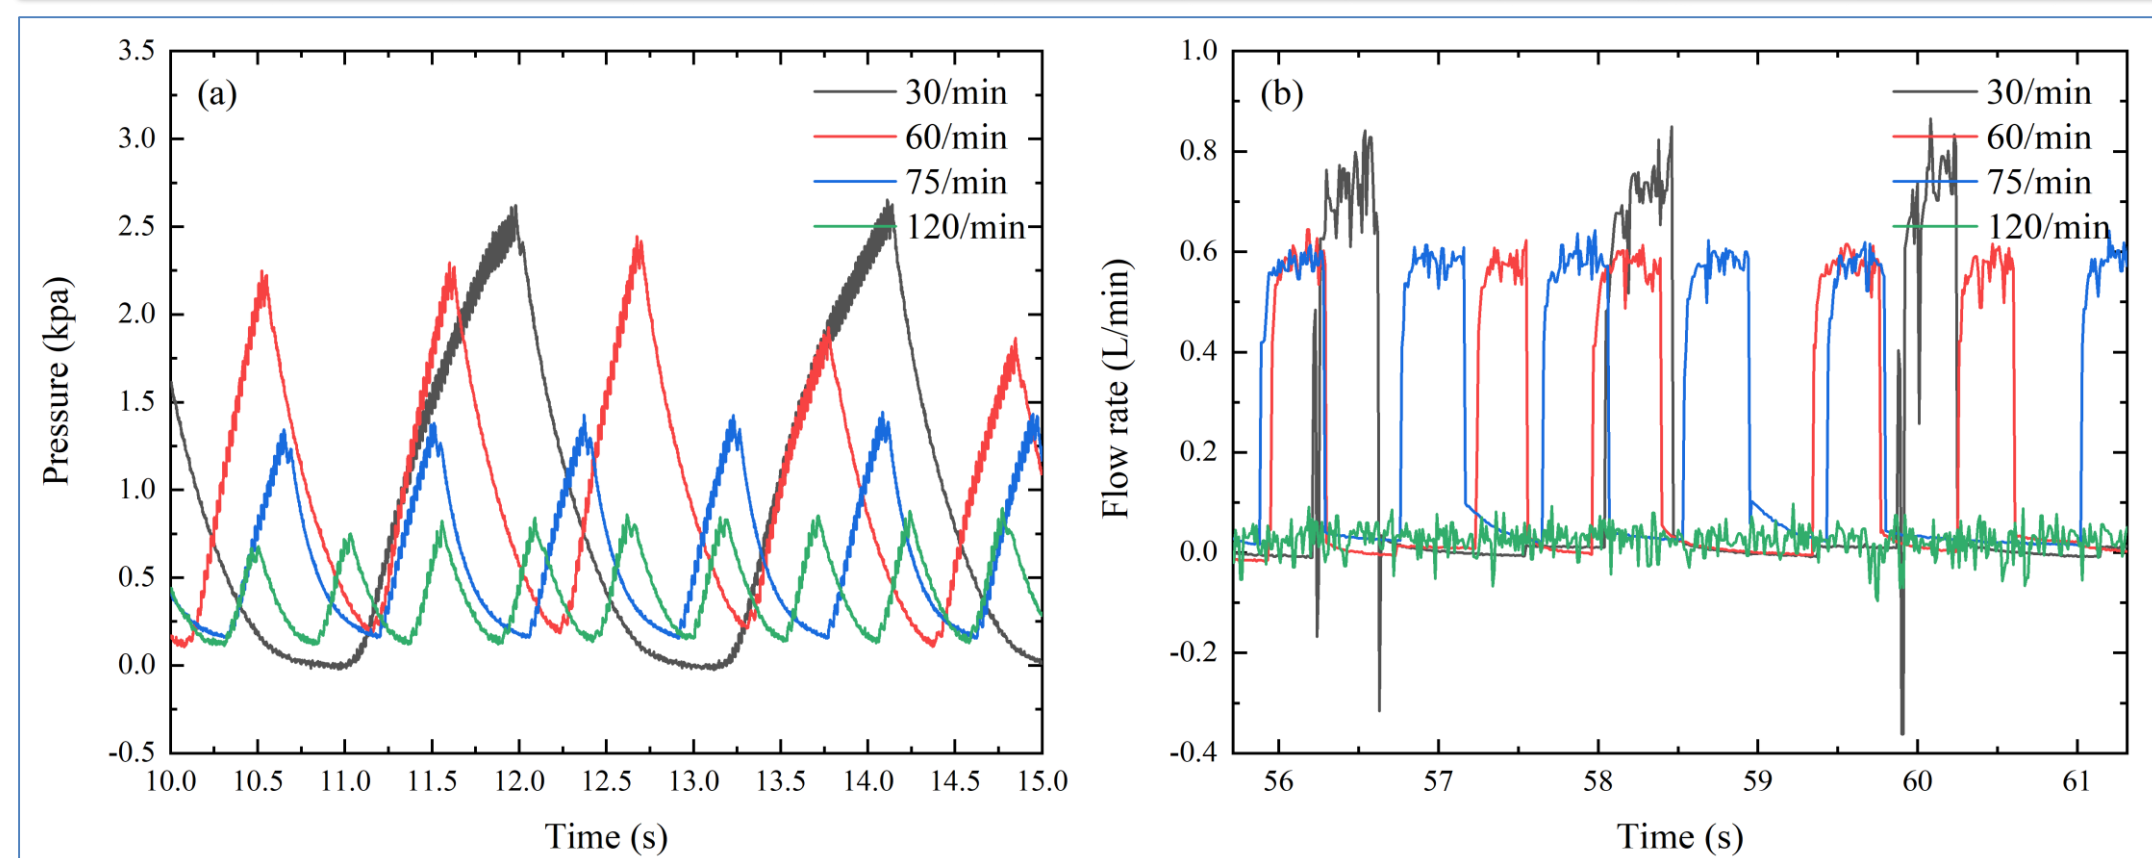 (a)
30/min
60/min
75/min
120/min
3.5
3.0
2.5
2.0
1.5
1.0
0.5
0.0
-0.5
Pressure (kpa)
10.0 10.5 11.0 11.5 12.0 12.5 13.0 13.5 14.0 14.5 15.0
Time (s)
(b)
30/min
60/min
75/min
120/min
1.0
0.8
0.6
0.4
0.2
0.0
-0.2
-0.4
Flow rate (L/min)
56 57 58 59 60 61
Time (s)